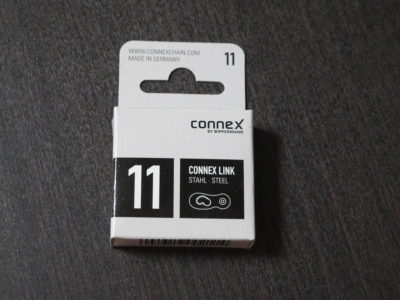 WWW.CONNEXCHAIN.COM
MADE IN GERMANY
11
conneX
BY WIPPERMANN
11
CONNEX LINK
STAHL · STEEL